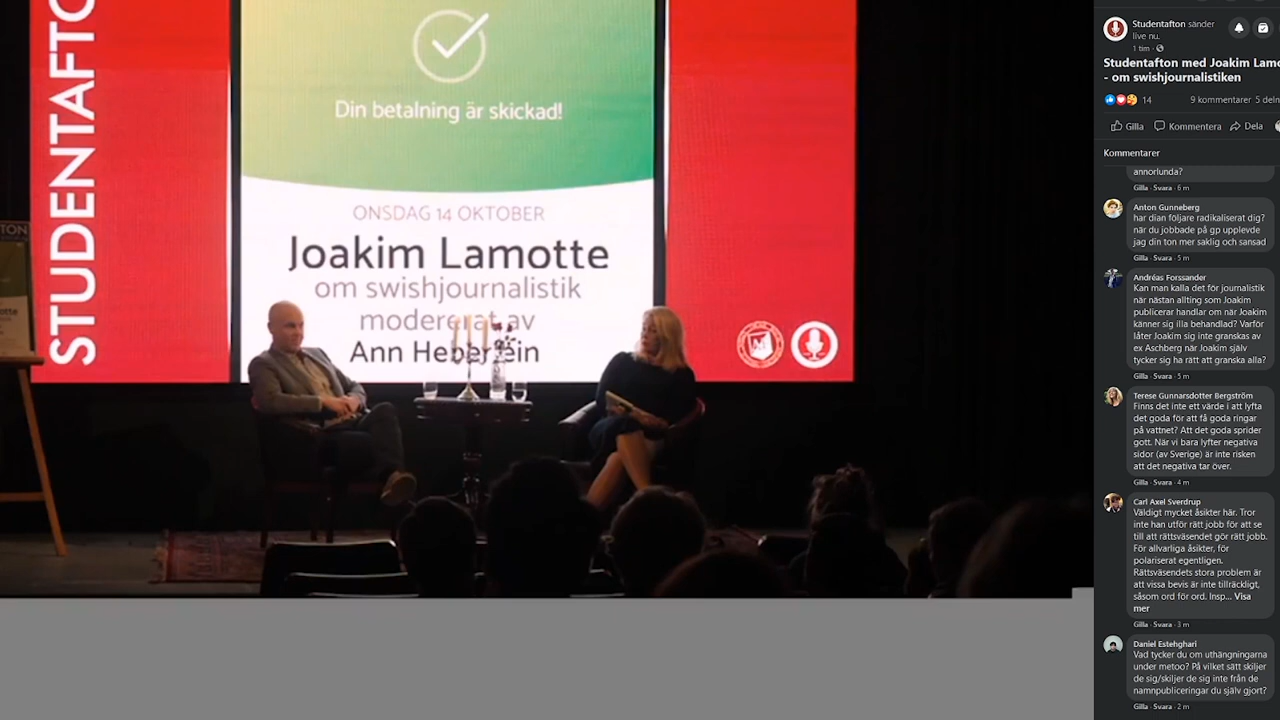 STUDENTAFTO
Din betalning är skickad!
ONSDAG 14 OKTOBER
Joakim Lamotte
om swishjournalistik
modererat av
Ann Heberlein
Studentafton sänder
live nu.
1 tim
Studentafton med Joakim Lamo
- om swishjournalistiken
14
9 kommentarer 5 deln
Gilla Kommentera Dela
Kommentarer
annorlunda?
Gilla · Svara · 6 m
Anton Gunneberg
har dian följare radikaliserat dig?
när du jobbade på gp upplevde
jag din ton mer saklig och sansad
Gilla · Svara · 5 m
Andréas Forssander
Kan man kalla det för journalistik
när nästan allting som Joakim
publicerar handlar om när Joakim
känner sig illa behandlad? Varför
låter Joakim sig inte granskas av
ex Aschberg när Joakim själv
tycker sig ha rätt att granska alla?
Gilla · Svara · 5 m
Terese Gunnarsdotter Bergström
Finns det inte ett värde i att lyfta
det goda för att få goda ringar
på vattnet? Att det goda sprider
gott. När vi bara lyfter negativa
sidor (av Sverige) är inte risken
att det negativa tar över.
Gilla · Svara · 4 m
Carl Axel Sverdrup
Väldigt mycket åsikter här. Tror
inte han utför rätt jobb för att se
till att rättsväsendet gör rätt jobb.
För allvarliga åsikter, för
polariserat egentligen.
Rättsväsendets stora problem är
att vissa bevis är inte tillräckligt,
såsom ord för ord. Insp... Visa
mer
Gilla · Svara · 3 m
Daniel Estehghari
Vad tycker du om uthängningarna
under metoo? På vilket sätt skiljer
de sig/skiljer de sig inte från de
namnpubliceringar du själv gjort?
Gilla · Svara · 2 m